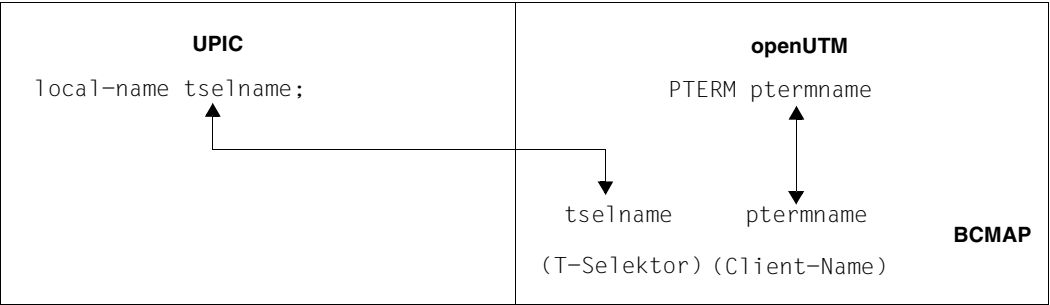 UPIC
local-name tselname;
openUTM
PTERM ptermname
tselname ptermname
BCMAP
(T-Selektor) (Client-Name)